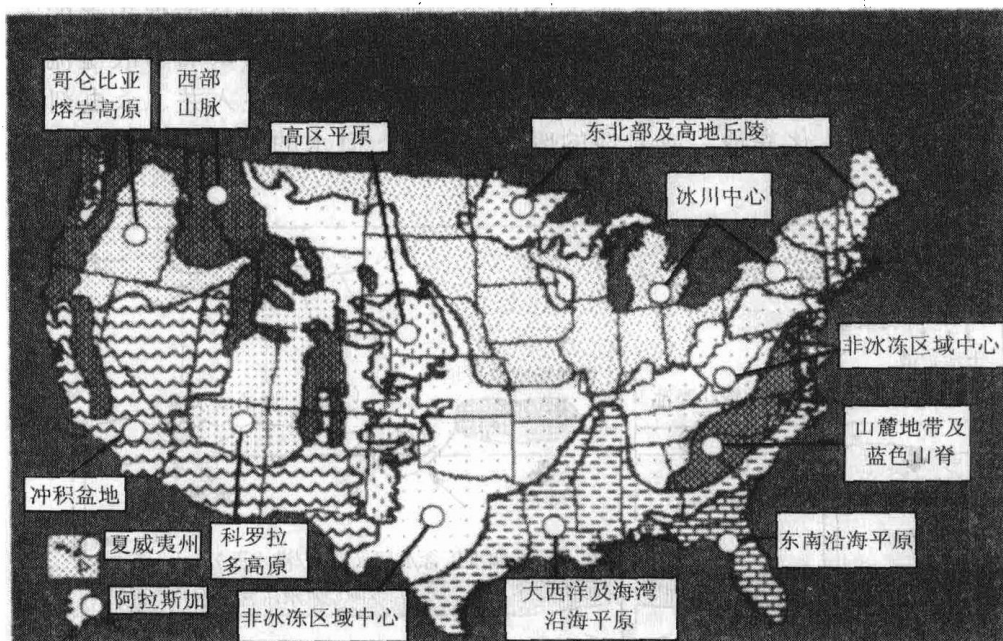 哥仑比亚
熔岩高原
西部
山脉
高区平原
东北部及高地丘陵
冰川中心
非冰冻区域中心
山麓地带及
蓝色山脊
冲积盆地
夏威夷州
科罗拉
多高原
东南沿海平原
大西洋及海湾
沿海平原
阿拉斯加
非冰冻区域中心